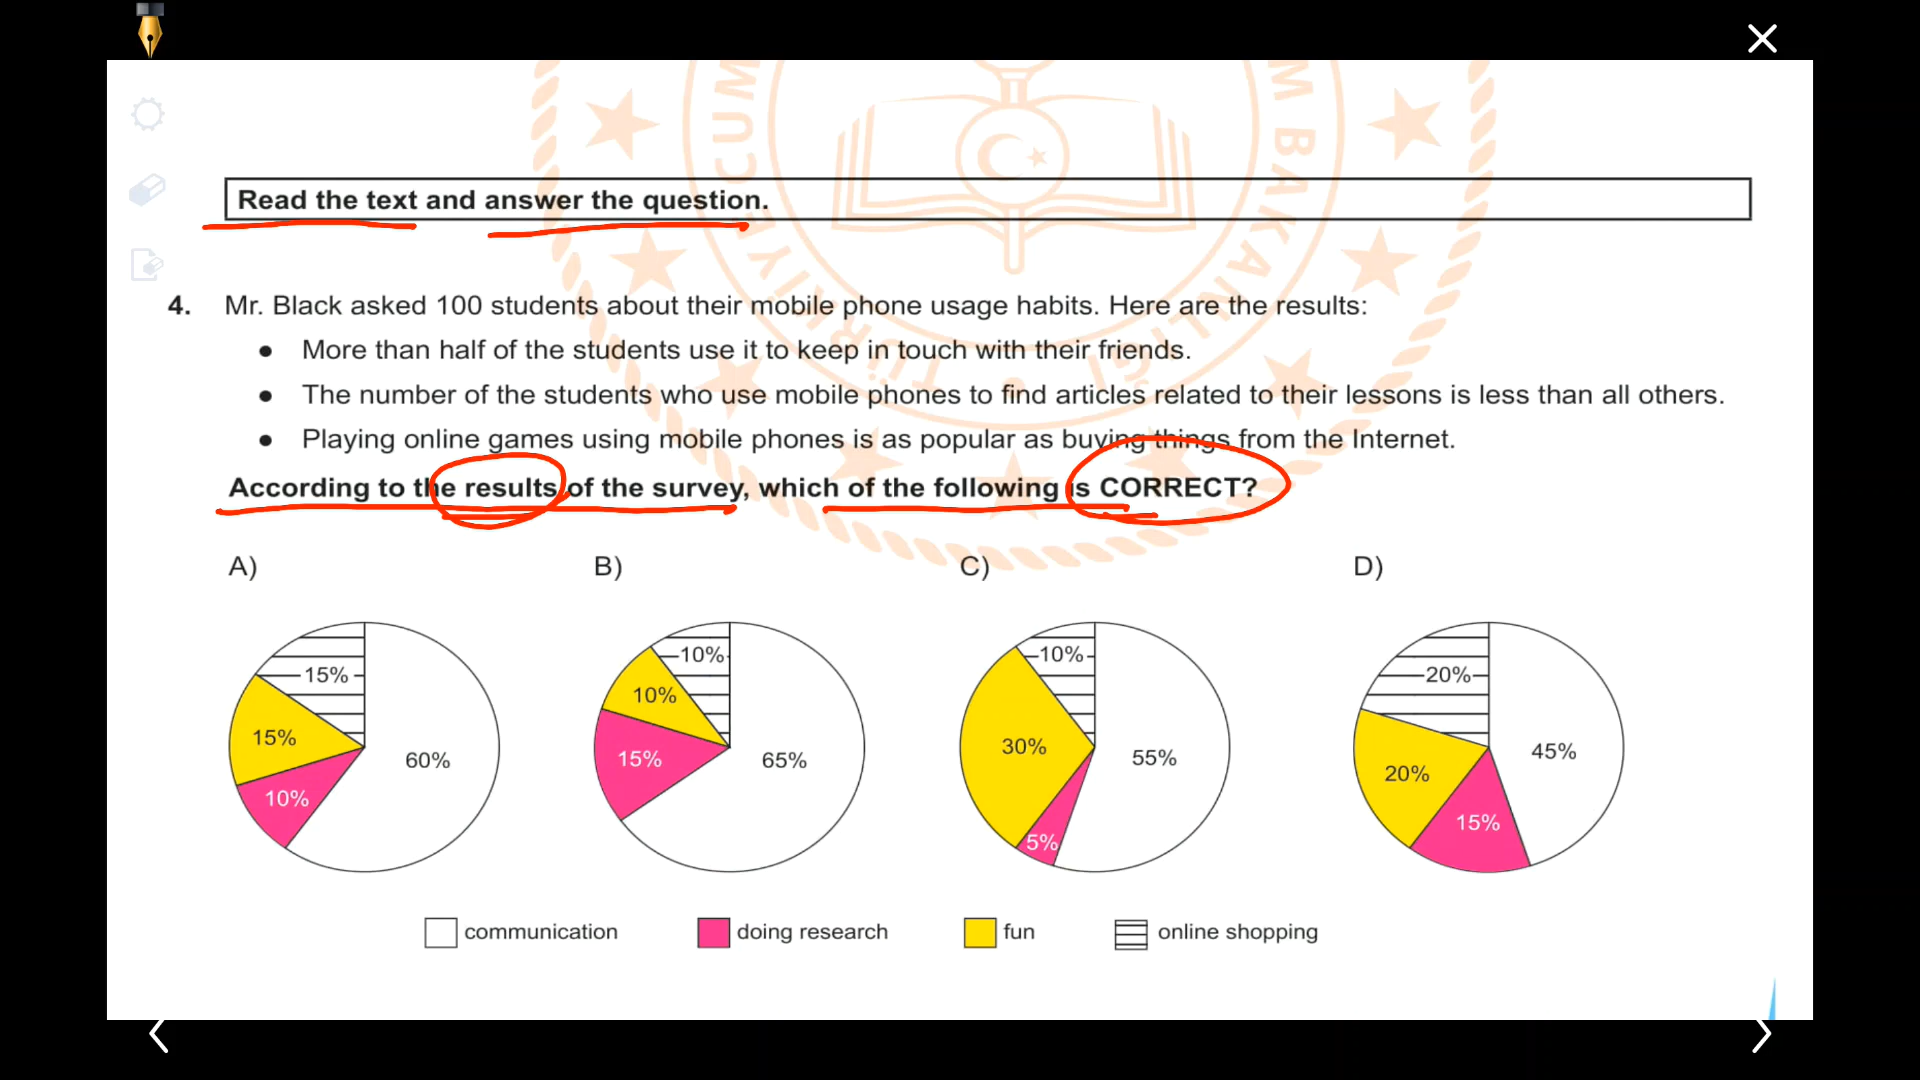 Read the text and answer the question.
4. Mr. Black asked 100 students about their mobile phone usage habits. Here are the results:
● More than half of the students use it to keep in touch with their friends.
● The number of the students who use mobile phones to find articles related to their lessons is less than all others.
● Playing online games using mobile phones is as popular as buying things from the Internet.
According to the results of the survey, which of the following is CORRECT?
A) B) C) D)
15% 15% 10% 60%
10% 10% 15% 65%
10% 30% 5% 55%
20% 20% 15% 45%
communication doing research fun online shopping